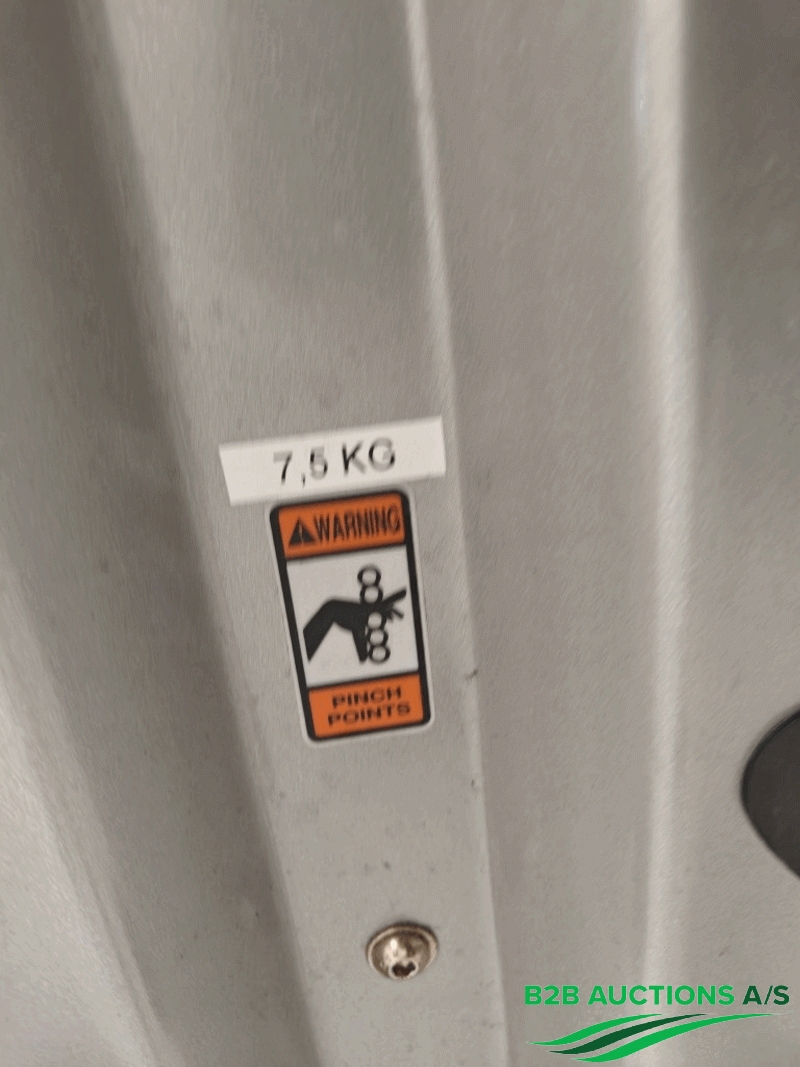 7,5 KG
WARNING
PINCH
POINTS
B2B AUCTIONS A/S